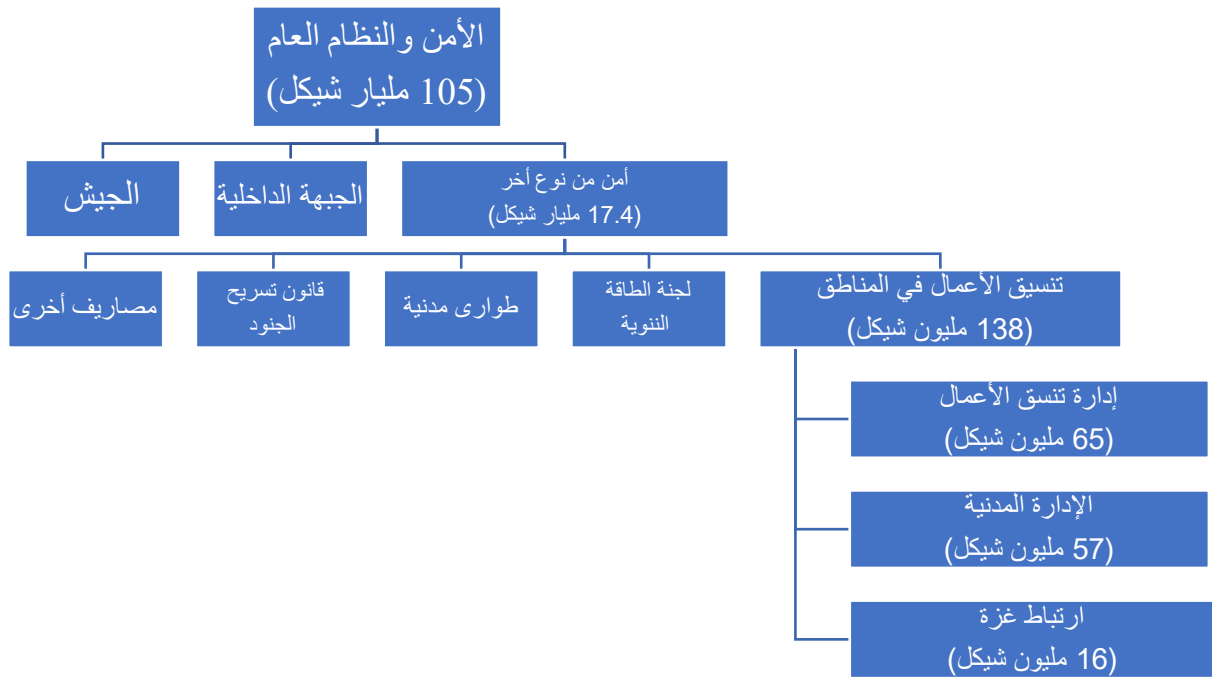 الأمن والنظام العام
(105 مليار شيكل)
أمن من نوع أخر
(17.4 مليار شيكل)
الجبهة الداخلية
الجيش
تنسيق الأعمال في المناطق
(138 مليون شيكل)
لجنة الطاقة
الننوية
طوارى مدنية
قانون تسريح
الجنود
مصاريف أخرى
إدارة تنسق الأعمال
(65 مليون شيكل)
الإدارة المدنية
(57 مليون شيكل)
ارتباط غزة
(16 مليون شيكل)